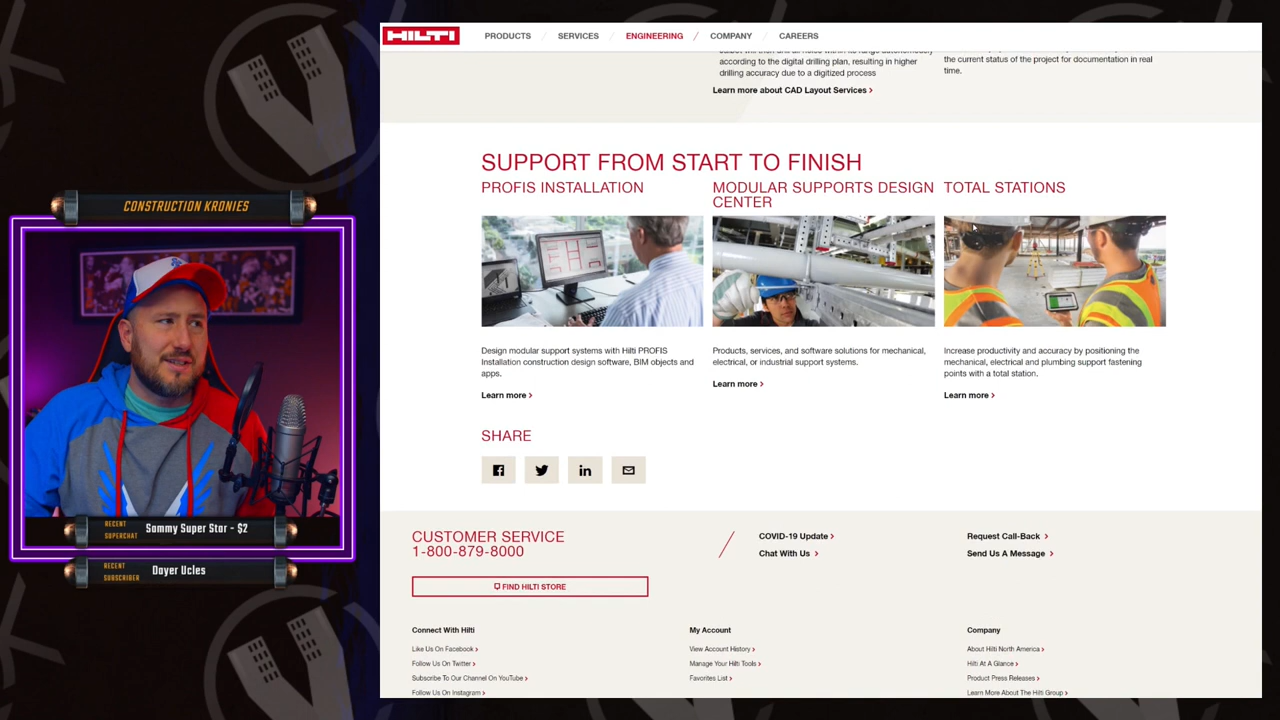 HILTI
PRODUCTS
SERVICES
ENGINEERING
COMPANY
CAREERS
according to the digital drilling plan, resulting in higher
drilling accuracy due to a digitized process
Learn more about CAD Layout Services
the current status of the project for documentation in real
time.
SUPPORT FROM START TO FINISH
PROFIS INSTALLATION
Design modular support systems with Hilti PROFIS
Installation construction design software, BIM objects and
apps.
Learn more
MODULAR SUPPORTS DESIGN
CENTER
Products, services, and software solutions for mechanical,
electrical, or industrial support systems.
Learn more
TOTAL STATIONS
Increase productivity and accuracy by positioning the
mechanical, electrical and plumbing support fastening
points with a total station.
Learn more
SHARE
CUSTOMER SERVICE
1-800-879-8000
FIND HILTI STORE
COVID-19 Update
Chat With Us
Request Call-Back
Send Us A Message
Connect With Hilti
Like Us On Facebook
Follow Us On Twitter
Subscribe To Our Channel On YouTube
Follow Us On Instagram
My Account
View Account History
Manage Your Hilti Tools
Favorites List
Company
About Hilti North America
Hilti At A Glance
Product Press Releases
Learn More About The Hilti Group
CONSTRUCTION KRONIES
RECENT
SUPERCHAT
Sammy Super Star - $2
RECENT
SUBSCRIBER
Dayer Ucles